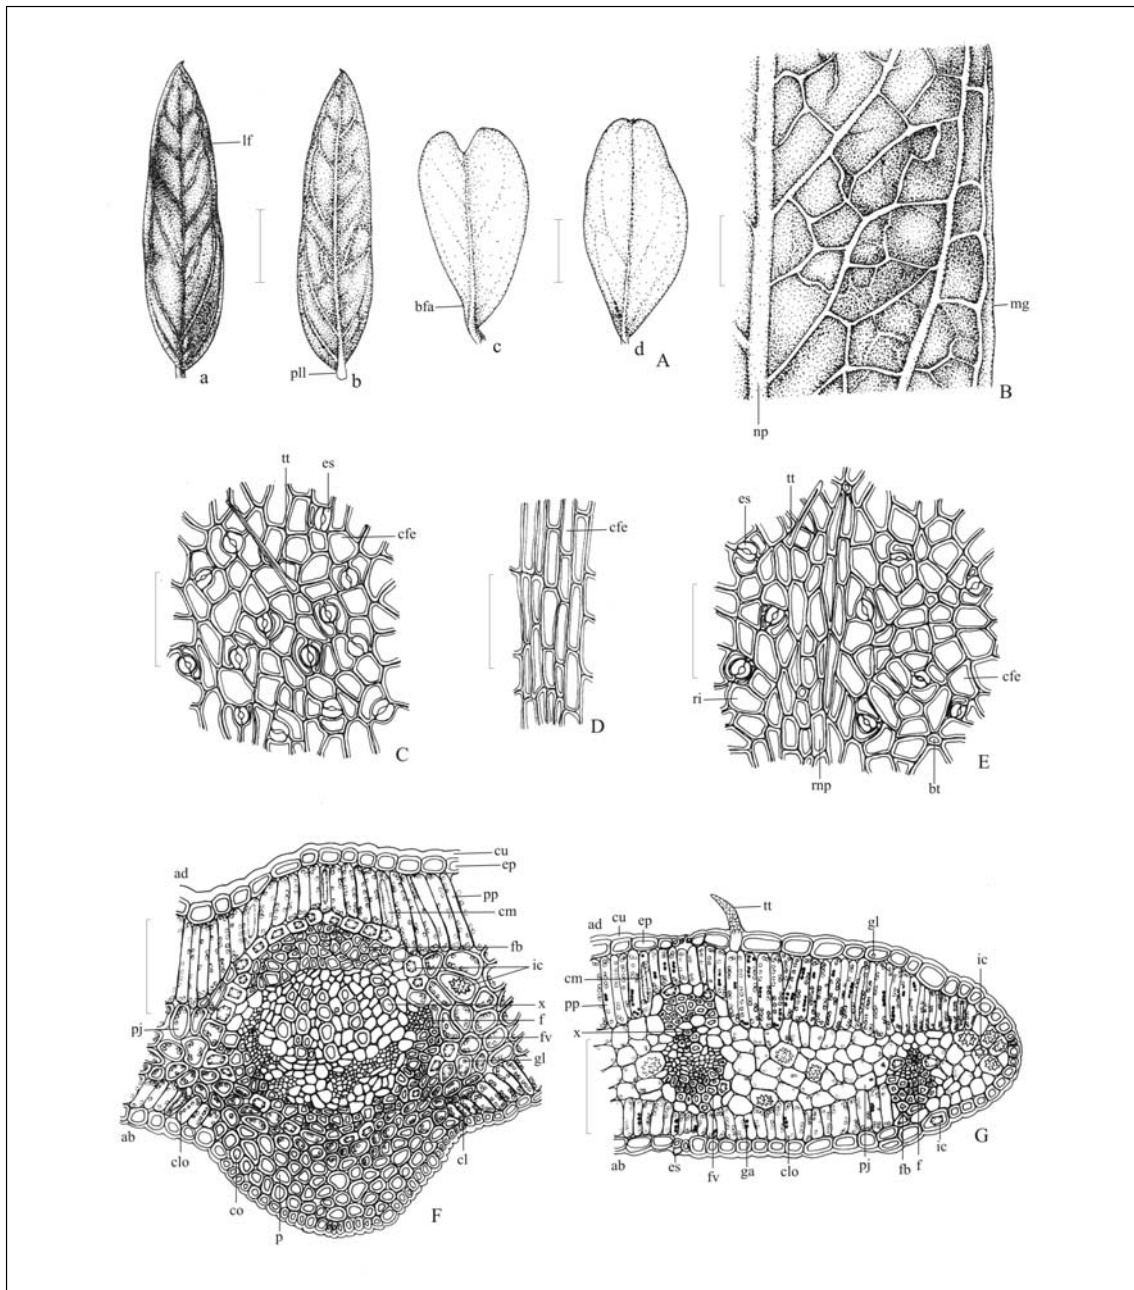 lf
bfa
pll
a
b
c
d
A
mg
B
np
tt
es
cfe
C
cfe
D
es
tt
cfe
ri
E
rnp
bt
ad
cu
ep
pp
cm
fb
ic
x
f
fv
gl
pj
ab
clo
co
p
cl
F
tt
ad
cu
ep
gl
ic
cm
pp
x
G
ab
es
fv
ga
clo
pj
fb
f
ic